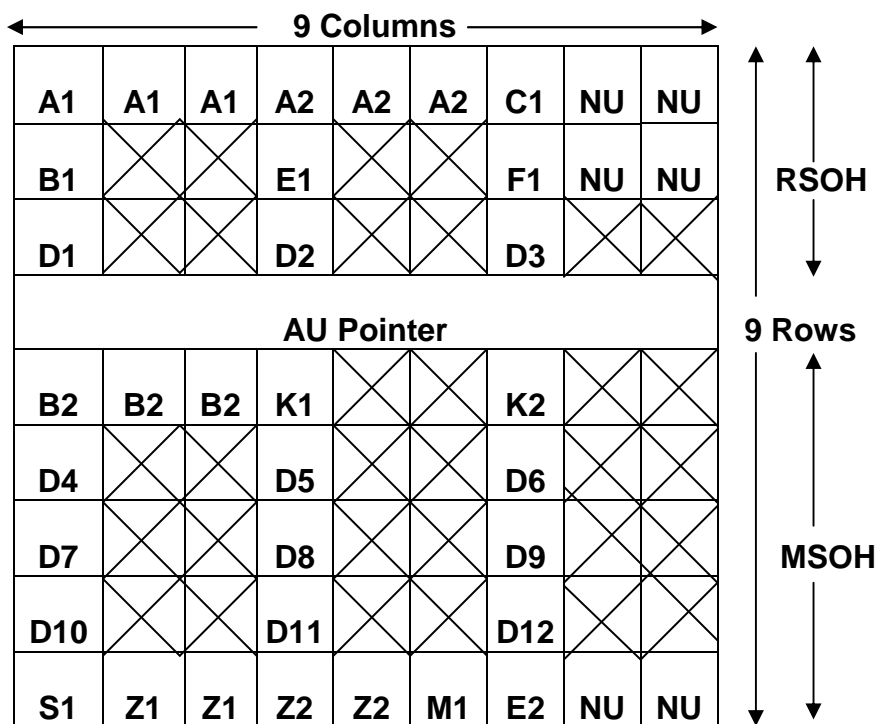 9 Columns
A1 A1 A1 A2 A2 A2 C1 NU NU
B1 E1 F1 NU NU RSOH
D1 D2 D3
AU Pointer 9 Rows
B2 B2 B2 K1 K2
D4 D5 D6
D7 D8 D9 MSOH
D10 D11 D12
S1 Z1 Z1 Z2 Z2 M1 E2 NU NU